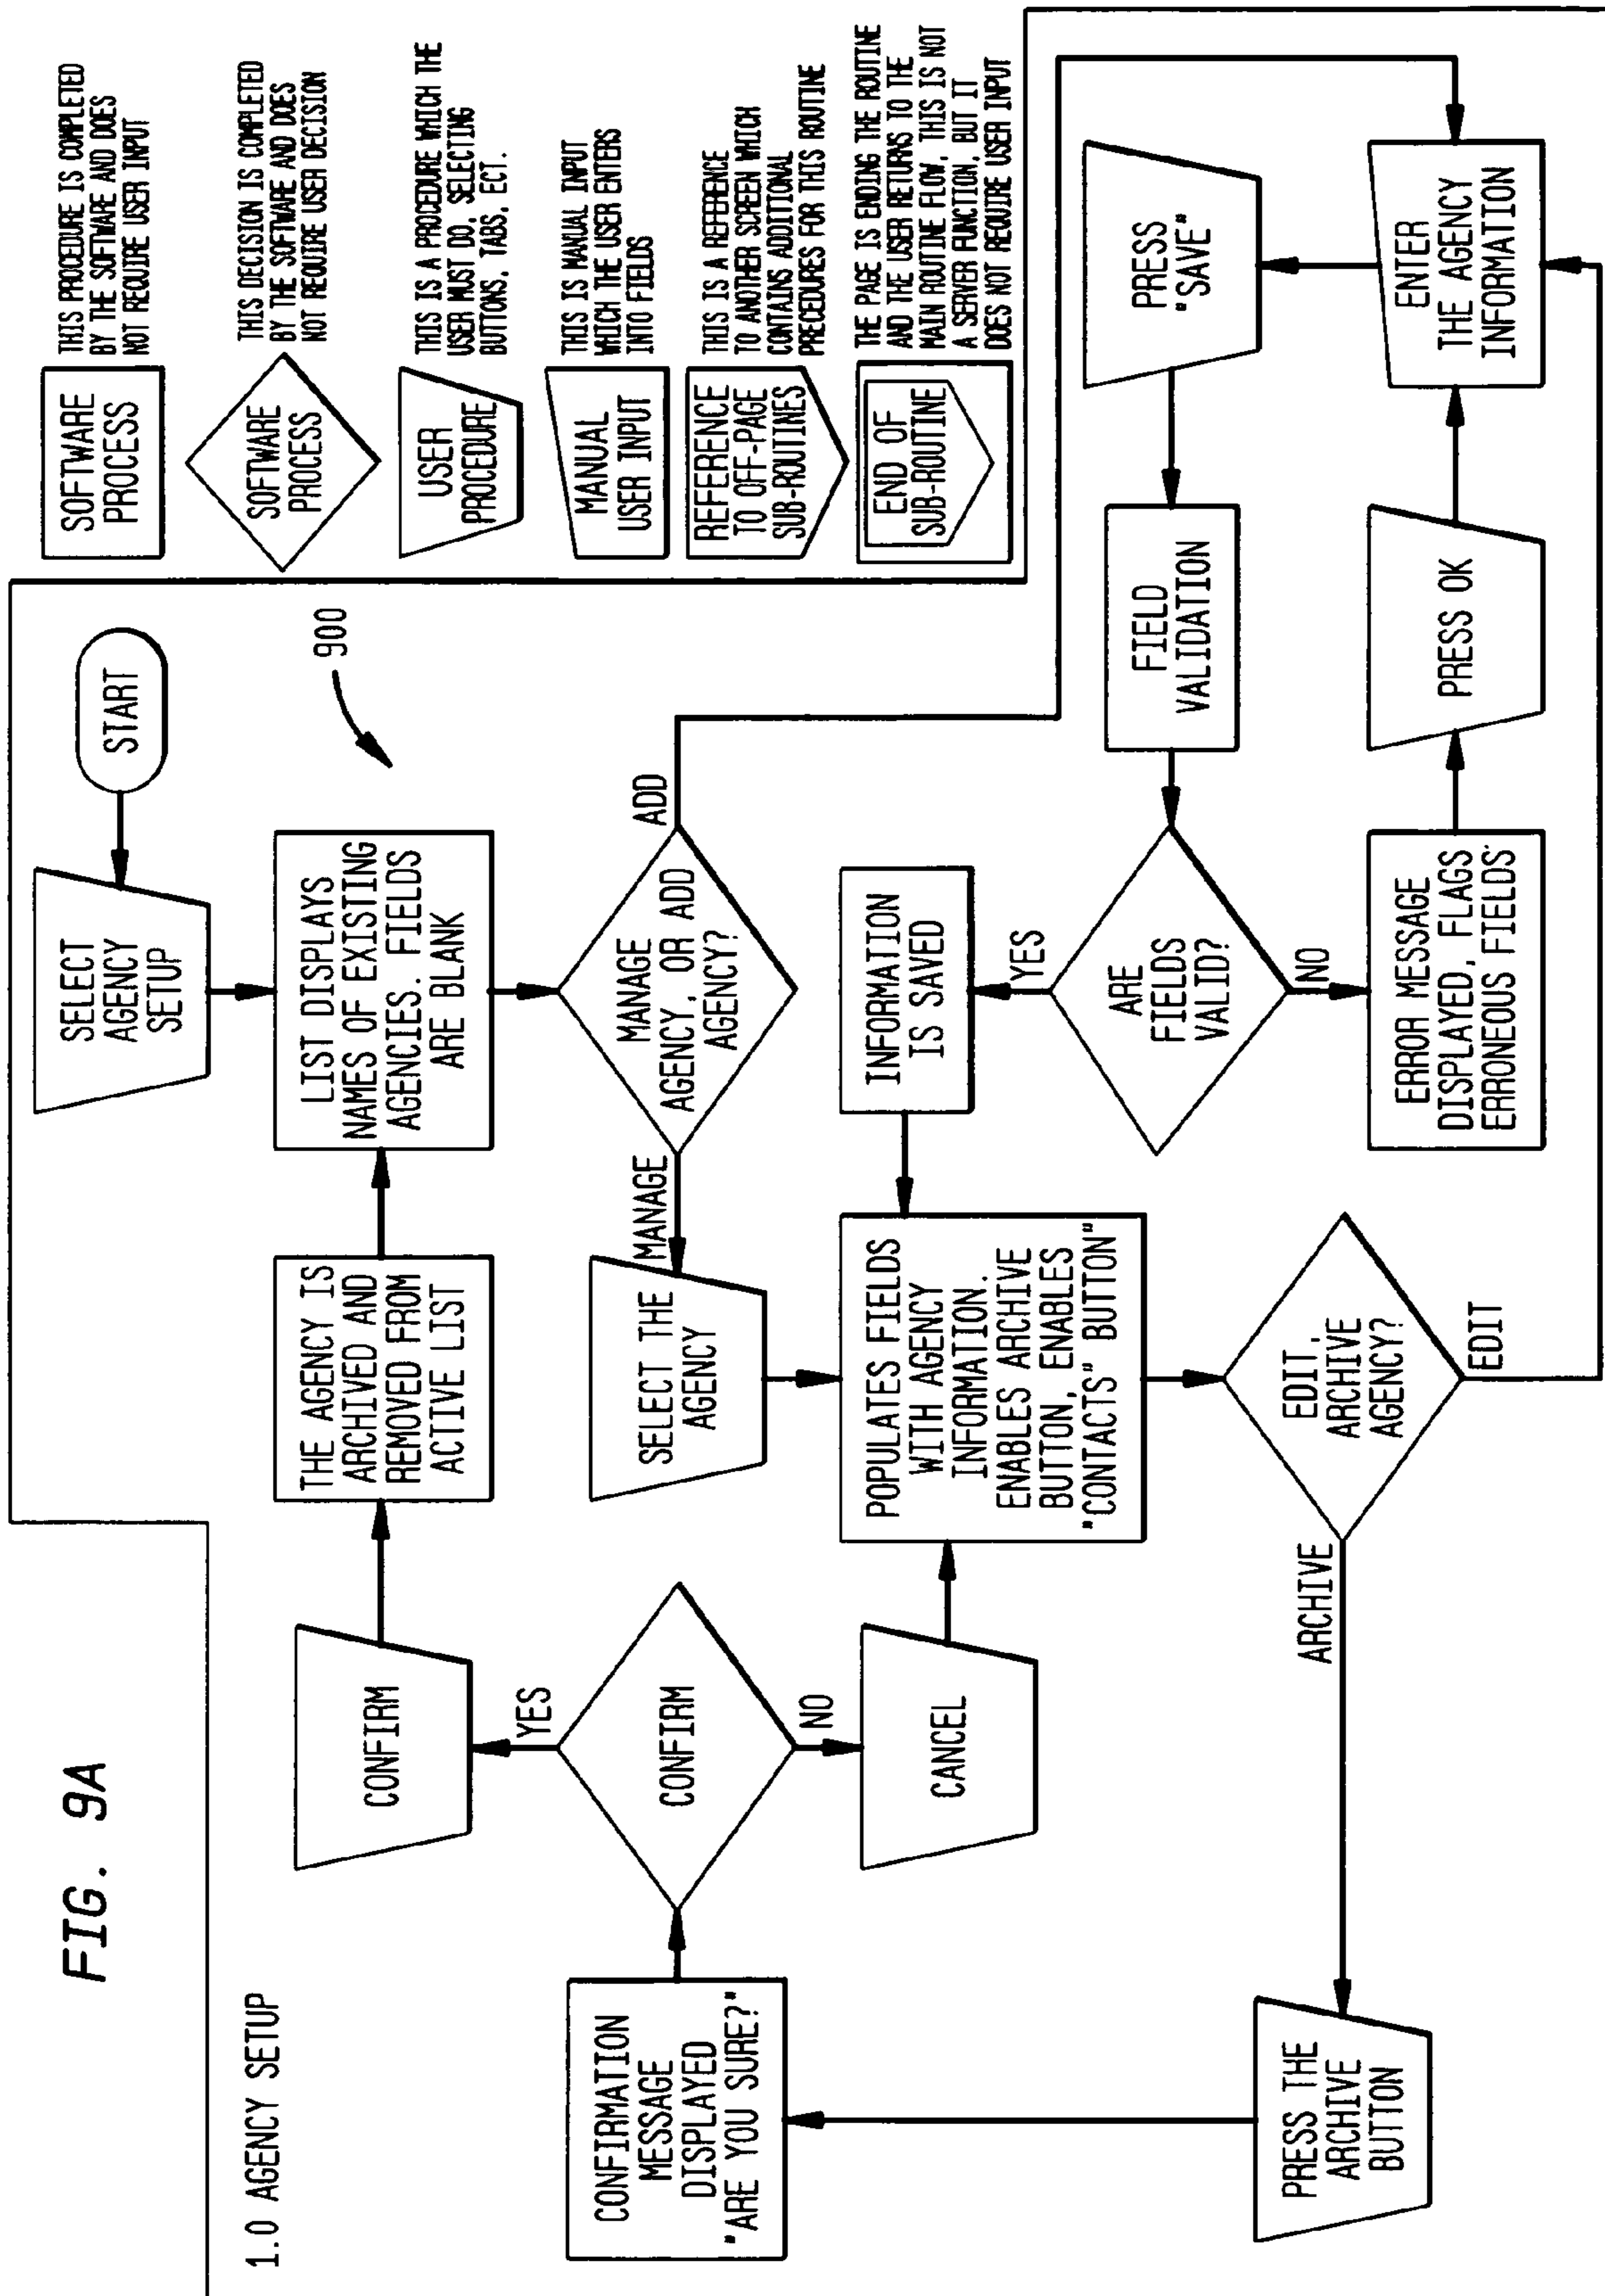 FIG. 9A
1.0 AGENCY SETUP
START
SELECT
AGENCY
SETUP
900
LIST DISPLAYS
NAMES OF EXISTING
AGENCIES. FIELDS
ARE BLANK
THE AGENCY IS
ARCHIVED AND
REMOVED FROM
ACTIVE LIST
CONFIRM
YES
CONFIRM
NO
CANCEL
CONFIRMATION
MESSAGE
DISPLAYED
"ARE YOU SURE?"
MANAGE
AGENCY, OR ADD
AGENCY?
ADD
MANAGE
SELECT THE
AGENCY
POPULATES FIELDS
WITH AGENCY
INFORMATION.
ENABLES ARCHIVE
BUTTON, ENABLES
"CONTACTS" BUTTON"
INFORMATION
IS SAVED
YES
ARE
FIELDS
VALID?
NO
FIELD
VALIDATION
PRESS
"SAVE"
ENTER
THE AGENCY
INFORMATION
PRESS OK
ERROR MESSAGE
DISPLAYED, FLAGS
ERRONEOUS FIELDS
EDIT,
ARCHIVE
AGENCY?
EDIT
ARCHIVE
PRESS THE
ARCHIVE
BUTTON
SOFTWARE
PROCESS
THIS PROCEDURE IS COMPLETED
BY THE SOFTWARE AND DOES
NOT REQUIRE USER INPUT
SOFTWARE
PROCESS
THIS DECISION IS COMPLETED
BY THE SOFTWARE AND DOES
NOT REQUIRE USER DECISION
USER
PROCEDURE
THIS IS A PROCEDURE WHICH THE
USER MUST DO, SELECTING
BUTTONS, TABS, ECT.
MANUAL
USER INPUT
THIS IS MANUAL INPUT
WHICH THE USER ENTERS
INTO FIELDS
REFERENCE
TO OFF-PAGE
SUB-ROUTINES
THIS IS A REFERENCE
TO ANOTHER SCREEN WHICH
CONTAINS ADDITIONAL
PRECEDURES FOR THIS ROUTINE
END OF
SUB-ROUTINE
THE PAGE IS ENDING THE ROUTINE
AND THE USER RETURNS TO THE
MAIN ROUTINE FLOW, THIS IS NOT
A SERVER FUNCTION, BUT IT
DOES NOT REQUIRE USER INPUT